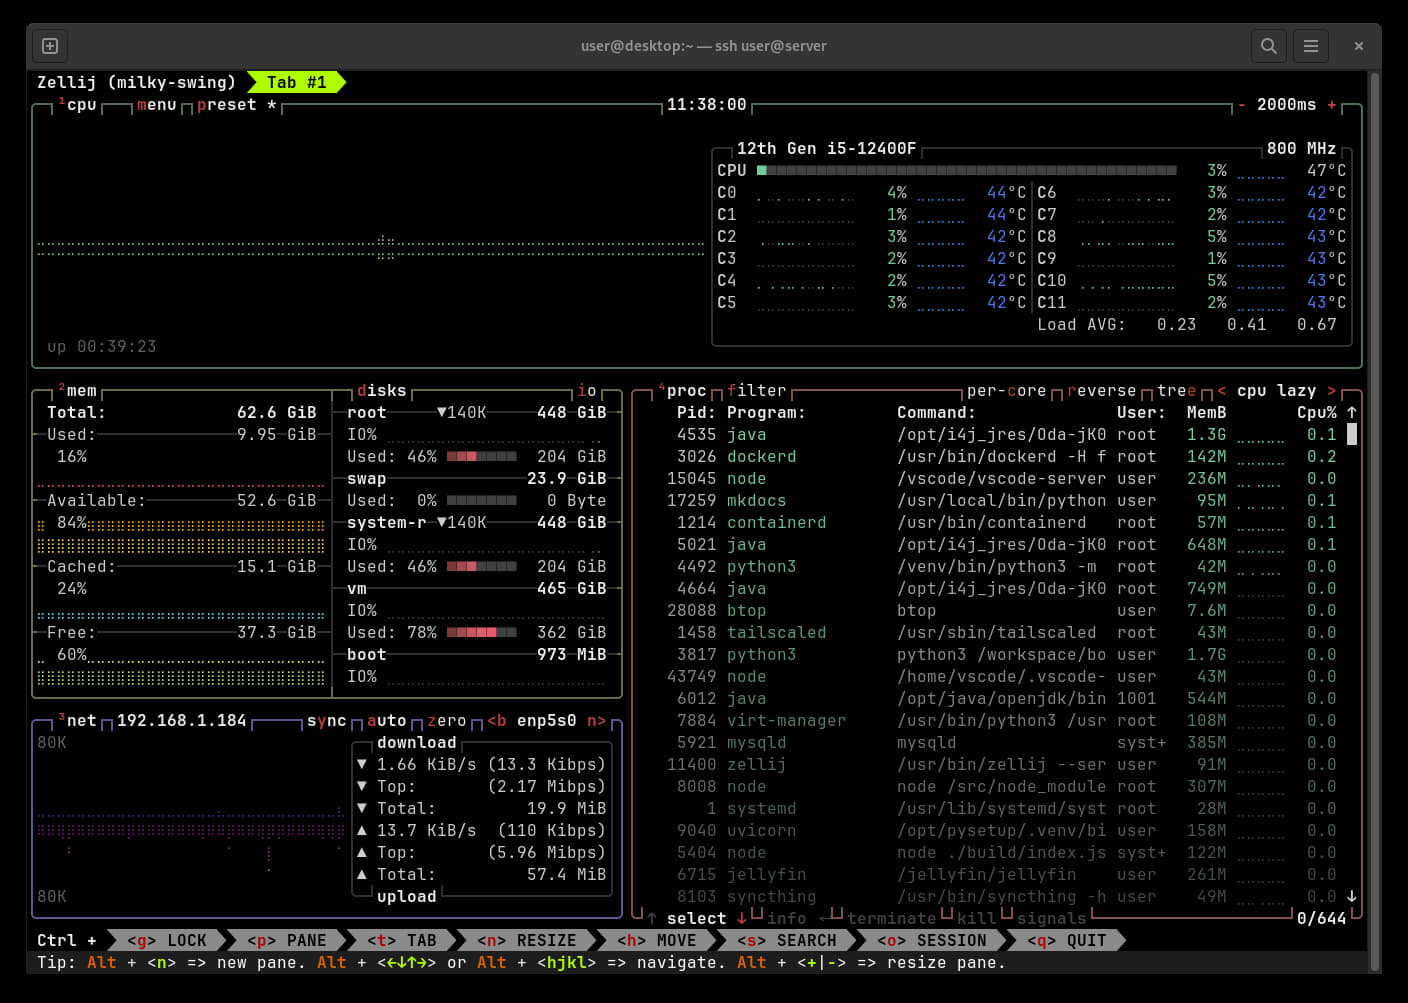 user@desktop:~ — ssh user@server
Zellij (milky-swing) Tab #1
¹cpu menu preset * 11:38:00 - 2000ms +
12th Gen i5-12400F 800 MHz
CPU 3% 47°C
C0 4% 44°C C6 3% 42°C
C1 1% 44°C C7 2% 42°C
C2 3% 42°C C8 5% 43°C
C3 2% 42°C C9 1% 43°C
C4 2% 42°C C10 5% 43°C
C5 3% 42°C C11 2% 43°C
Load AVG: 0.23 0.41 0.67
up 00:39:23
²mem
Total: 62.6 GiB
Used: 9.95 GiB
16%
Available: 52.6 GiB
84%
Cached: 15.1 GiB
24%
Free: 37.3 GiB
60%
disks io
root ▼140K 448 GiB
IO%
Used: 46% 204 GiB
swap 23.9 GiB
Used: 0% 0 Byte
system-r ▼140K 448 GiB
IO%
Used: 46% 204 GiB
vm 465 GiB
IO%
Used: 78% 362 GiB
boot 973 MiB
IO%
³net 192.168.1.184 sync auto zero <b enp5s0 n>
80K
download
▼ 1.66 KiB/s (13.3 Kibps)
▼ Top: (2.17 Mibps)
▼ Total: 19.9 MiB
▲ 13.7 KiB/s (110 Kibps)
▲ Top: (5.96 Mibps)
▲ Total: 57.4 MiB
upload
80K
⁴proc filter per-core reverse tree < cpu lazy >
Pid: Program: Command: User: MemB Cpu% ↑
4535 java /opt/i4j_jres/Oda-jK0 root 1.3G 0.1
3026 dockerd /usr/bin/dockerd -H f root 142M 0.2
15045 node /vscode/vscode-server root 236M 0.0
17259 mkdocs /usr/local/bin/python root 95M 0.1
1214 containerd /usr/bin/containerd root 57M 0.1
5021 java /opt/i4j_jres/Oda-jK0 root 648M 0.1
4492 python3 /venv/bin/python3 -m root 42M 0.0
4664 java /opt/i4j_jres/Oda-jK0 root 749M 0.0
28088 btop btop user 7.6M 0.0
1458 tailscaled /usr/sbin/tailscaled root 43M 0.0
3817 python3 python3 /workspace/bo user 1.7G 0.0
43749 node /home/vscode/.vscode- user 43M 0.0
6012 java /opt/java/openjdk/bin 1001 544M 0.0
7884 virt-manager /usr/bin/python3 /usr root 108M 0.0
5921 mysqld mysqld syst+ 385M 0.0
11400 zellij /usr/bin/zellij --ser user 91M 0.0
8008 node node /src/node_module root 307M 0.0
1 systemd /usr/lib/systemd/syst root 28M 0.0
9040 uvicorn /opt/pysetup/.venv/bi user 158M 0.0
5404 node node ./build/index.js syst+ 122M 0.0
6715 jellyfin /usr/bin/jellyfin/jellyfin user 261M 0.0
8103 syncthing /usr/bin/syncthing -h user 49M 0.0 ↓
↑ select ↓ info ← terminate kill signals 0/644
Ctrl + <g> LOCK <p> PANE <t> TAB <n> RESIZE <h> MOVE <s> SEARCH <o> SESSION <q> QUIT
Tip: Alt + <n> => new pane. Alt + <←↓↑→> or Alt + <hjkl> => navigate. Alt + <+|-> => resize pane.